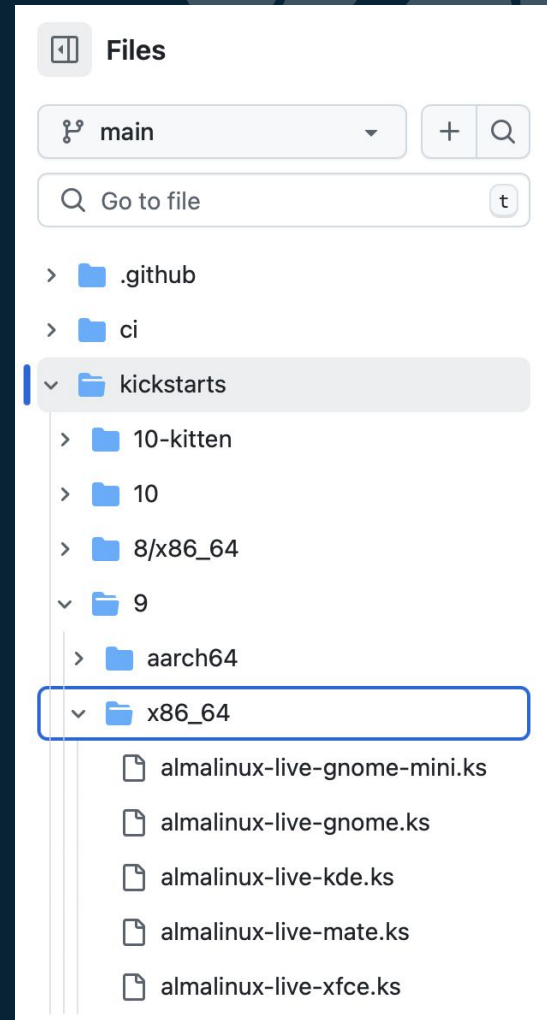 Files
main
Go to file
t
.github
ci
kickstarts
10-kitten
10
8/x86_64
9
aarch64
x86_64
almalinux-live-gnome-mini.ks
almalinux-live-gnome.ks
almalinux-live-kde.ks
almalinux-live-mate.ks
almalinux-live-xfce.ks